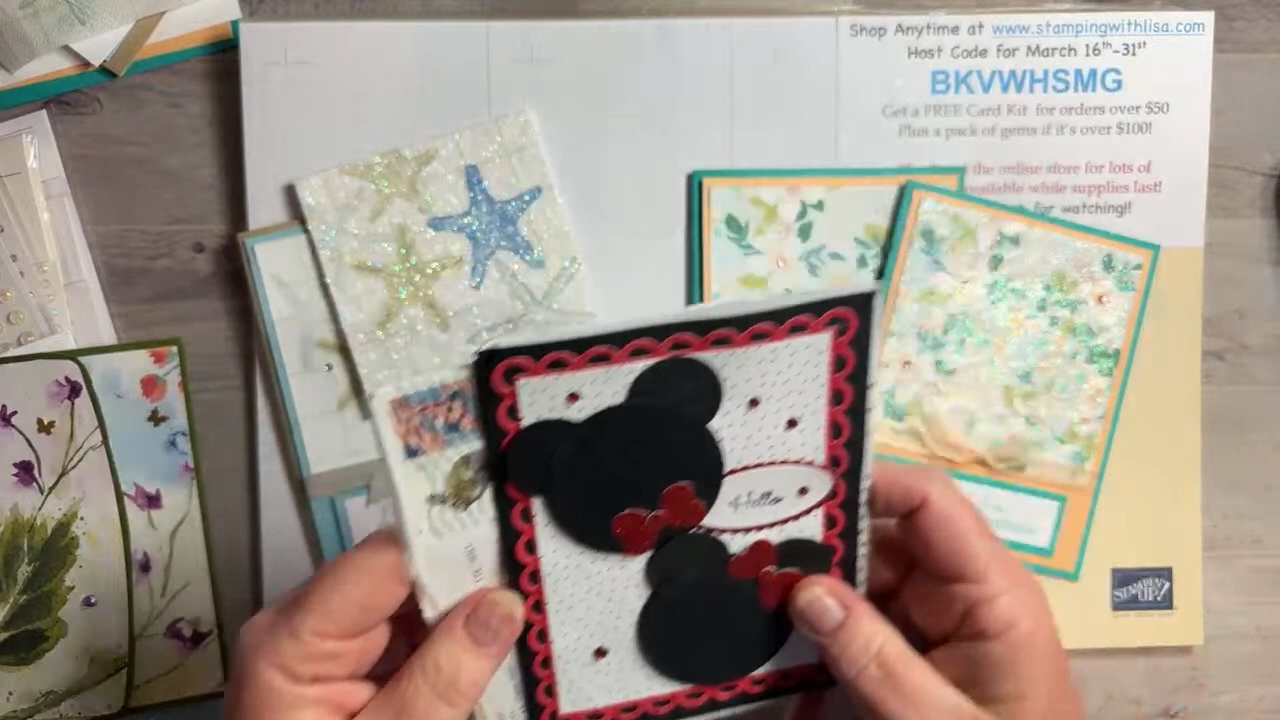 Shop Anytime at www.stampingwithlisa.com
Host Code for March 16th-31st
BKVWHSMG
Get a FREE Card Kit for orders over $50
Plus a pack of gems if it's over $100!
the online store for lots of
available while supplies last!
for watching!!
Hello
STAMPIN' UP!